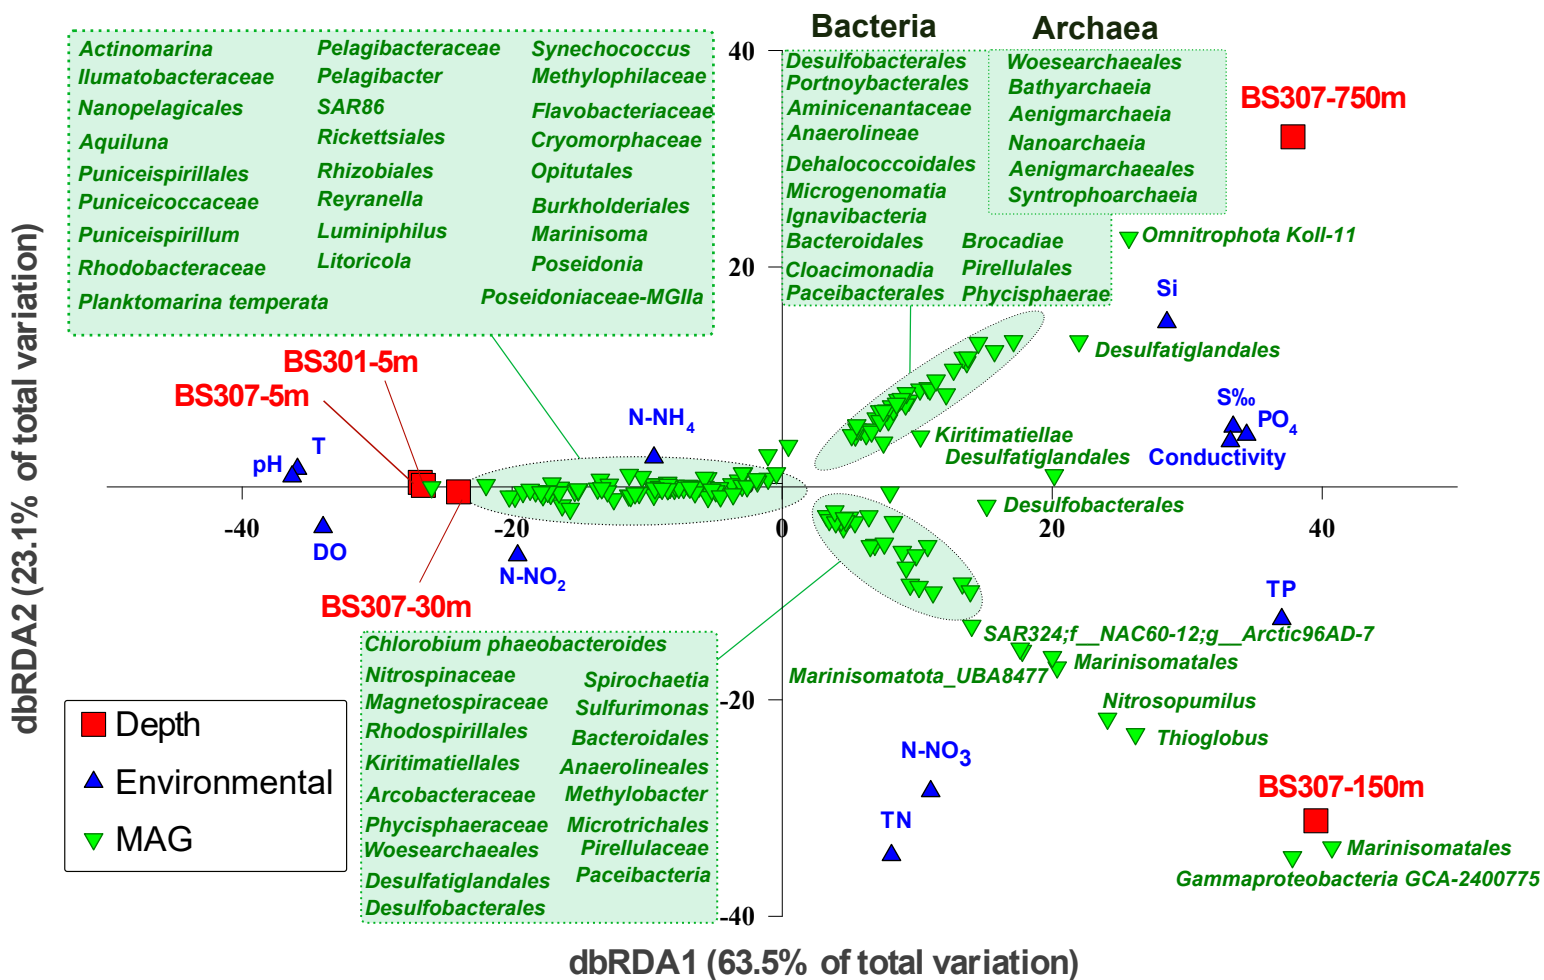 Bacteria
Archaea
Actinomarina
Ilumatobacteraceae
Nanopelagicales
Aquiluna
Puniceispirillales
Puniceicoccaceae
Puniceispirillum
Rhodobacteraceae
Planktomarina temperata
Pelagibacteraceae
Pelagibacter
SAR86
Rickettsiales
Rhizobiales
Reyranella
Luminiphilus
Litoricola
Synechococcus
Methylophilaceae
Flavobacteriaceae
Cryomorphaceae
Opitutales
Burkholderiales
Marinisoma
Poseidonia
Poseidoniaceae-MGIIa
40
20
Desulfobacterales
Portnoybacterales
Aminicenantaceae
Anaerolineae
Dehalococcoidales
Microgenomatia
Ignavibacteria
Bacteroidales
Cloacimonadia
Paceibacterales
Brocadiae
Pirellulales
Phycisphaerae
Woesearchaeales
Bathyarchaeia
Aenigmarchaeia
Nanoarchaeia
Aenigmarchaeales
Syntrophoarchaeia
BS307-750m
Omnitrophota Koll-11
Si
Desulfatiglandales
S‰
PO4
Conductivity
Kiritimatiellae
Desulfatiglandales
Desulfobacterales
BS301-5m
BS307-5m
N-NH4
T
pH
DO
N-NO2
BS307-30m
-40
-20
0
20
40
TP
SAR324;f__NAC60-12;g__Arctic96AD-7
Marinisomatales
Marinisomatota_UBA8477
Nitrosopumilus
Thioglobus
N-NO3
TN
BS307-150m
Marinisomatales
Gammaproteobacteria GCA-2400775
Chlorobium phaeobacteroides
Nitrospinaceae
Magnetospiraceae
Rhodospirillales
Kiritimatiellales
Arcobacteraceae
Phycisphaeraceae
Woesearchaeales
Desulfatiglandales
Desulfobacterales
Spirochaetia
Sulfurimonas
Bacteroidales
Anaerolineales
Methylobacter
Microtrichales
Pirellulaceae
Paceibacteria
-20
-40
Depth
Environmental
MAG
dbRDA2 (23.1% of total variation)
dbRDA1 (63.5% of total variation)